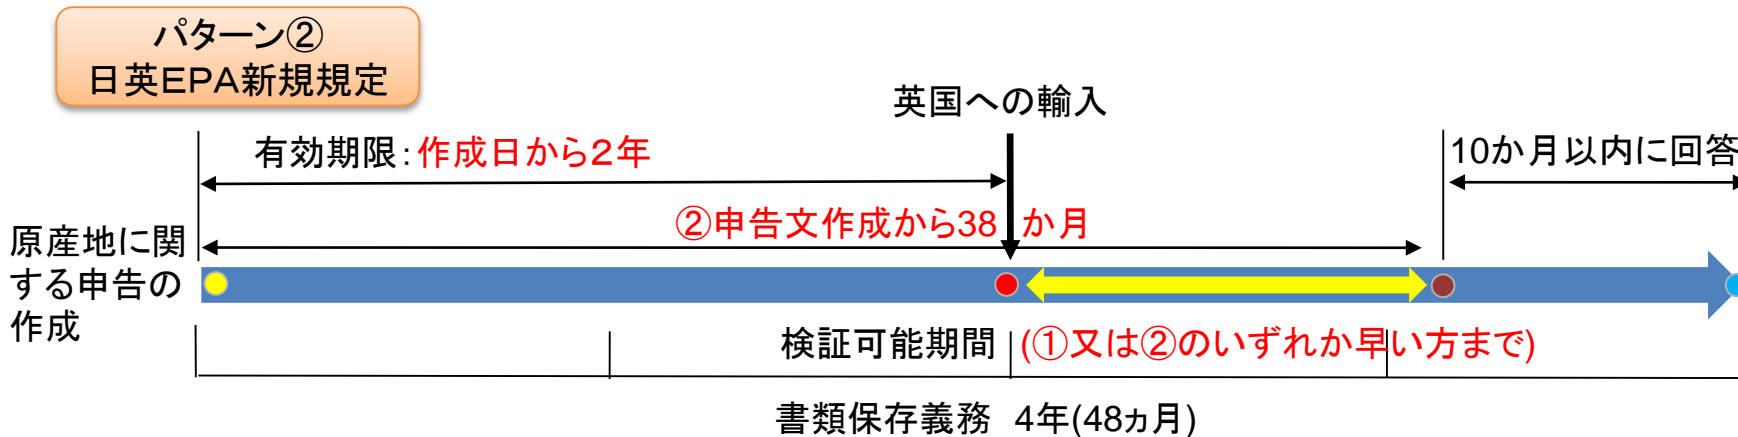 パターン②
日英EPA新規規定
英国への輸入
有効期限：作成日から２年
10か月以内に回答
②申告文作成から38 か月
原産地に関
する申告の
作成
検証可能期間 (①又は②のいずれか早い方まで)
書類保存義務 4年(48ヵ月)